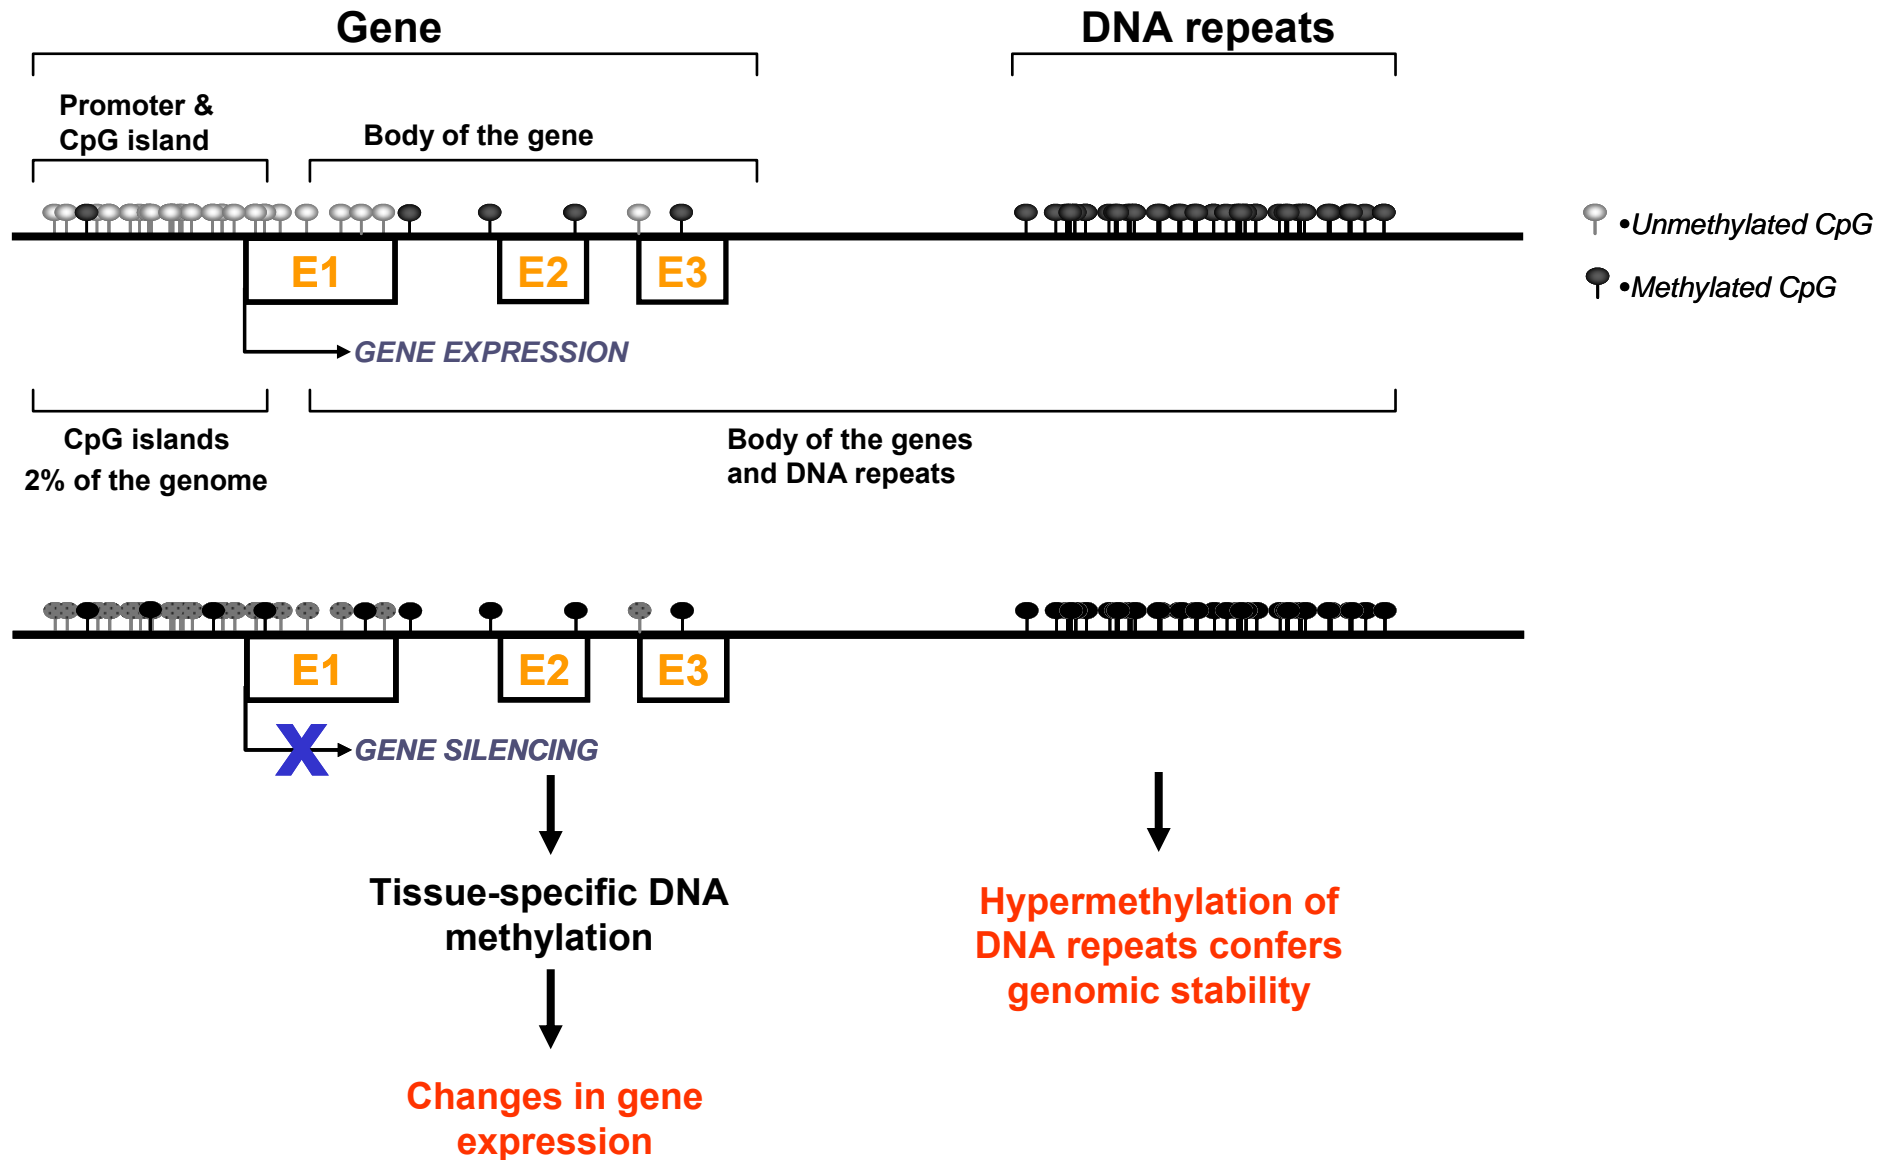 Gene
DNA repeats
Promoter &
CpG island
Body of the gene
•Unmethylated CpG
•Methylated CpG
E1
E2
E3
GENE EXPRESSION
CpG islands
2% of the genome
Body of the genes
and DNA repeats
E1
E2
E3
X
GENE SILENCING
Tissue-specific DNA
methylation
Hypermethylation of
DNA repeats confers
genomic stability
Changes in gene
expression